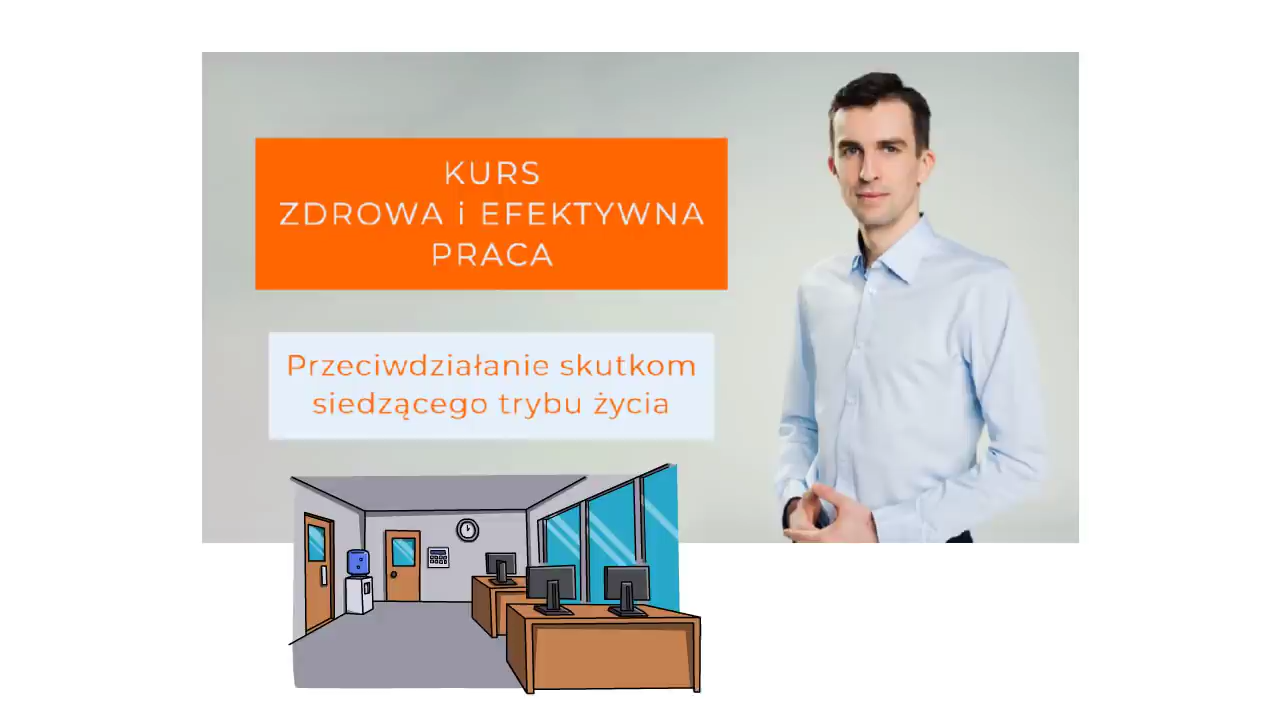 KURS
ZDROWA i EFEKTYWNA
PRACA
Przeciwdziałanie skutkom
siedzącego trybu życia